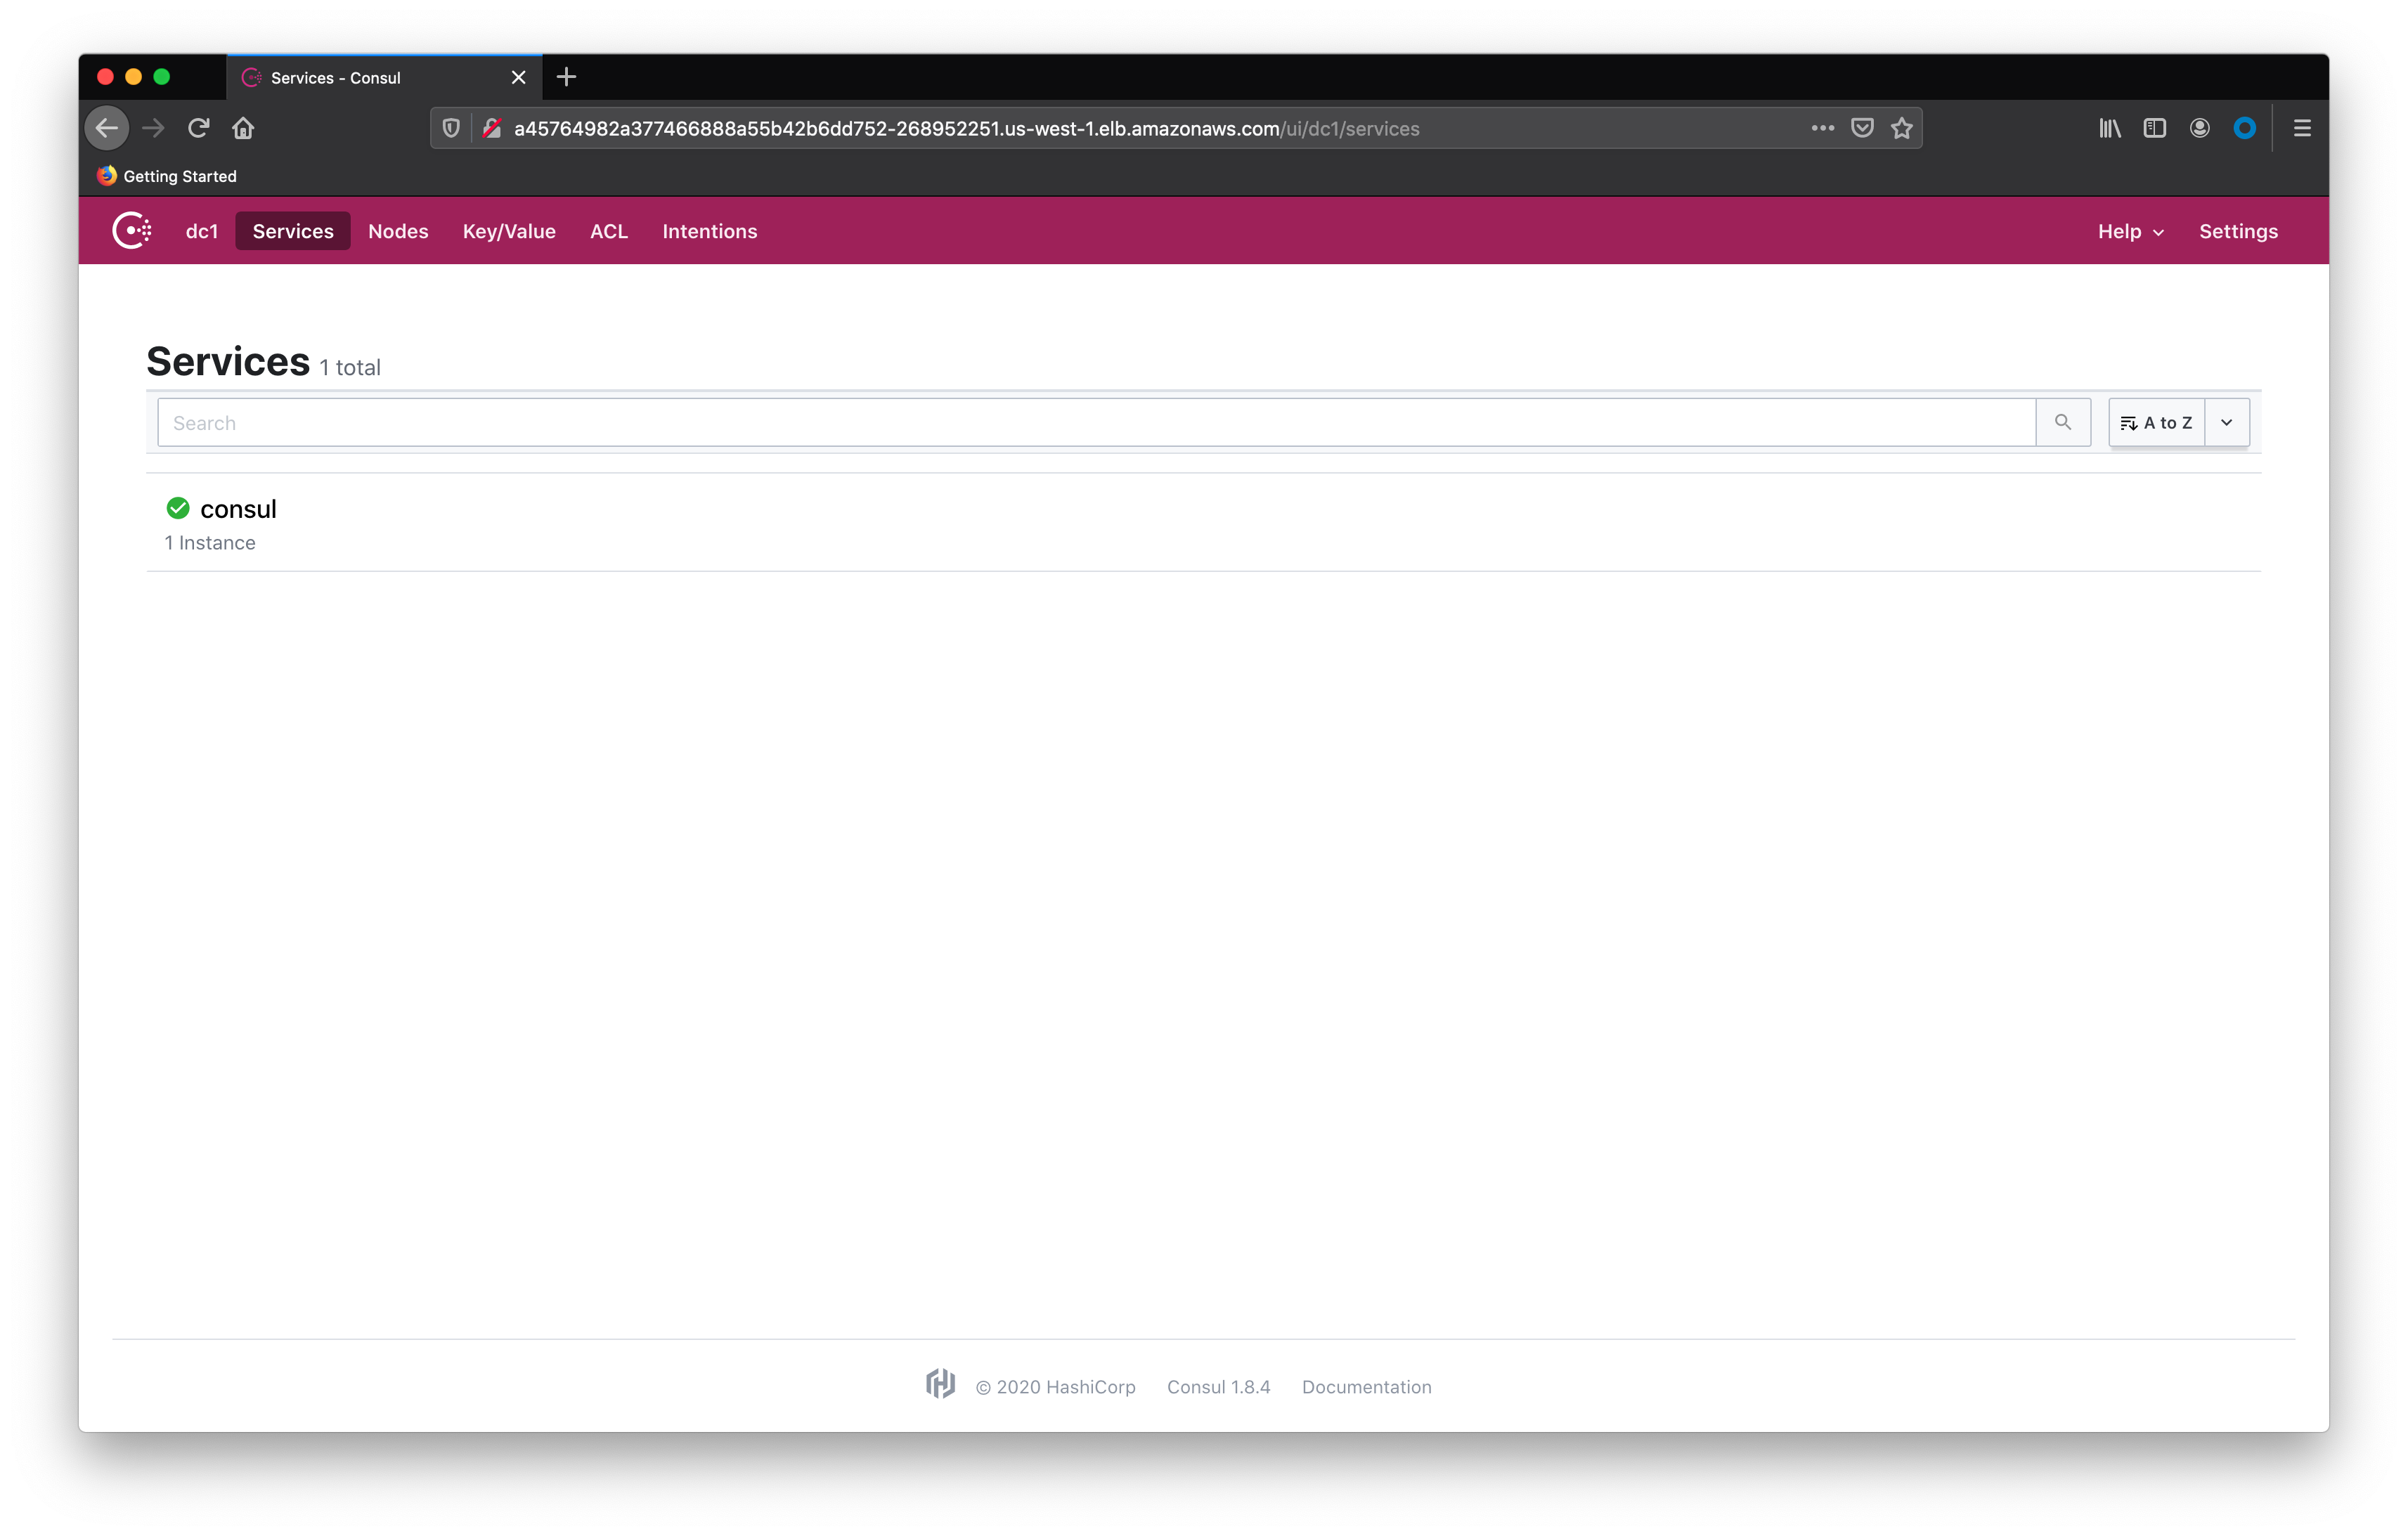 Services - Consul
a45764982a377466888a55b42b6dd752-268952251.us-west-1.elb.amazonaws.com/ui/dc1/services
Getting Started
dc1 Services Nodes Key/Value ACL Intentions Help Settings
Services 1 total
Search A to Z
consul
1 Instance
© 2020 HashiCorp Consul 1.8.4 Documentation